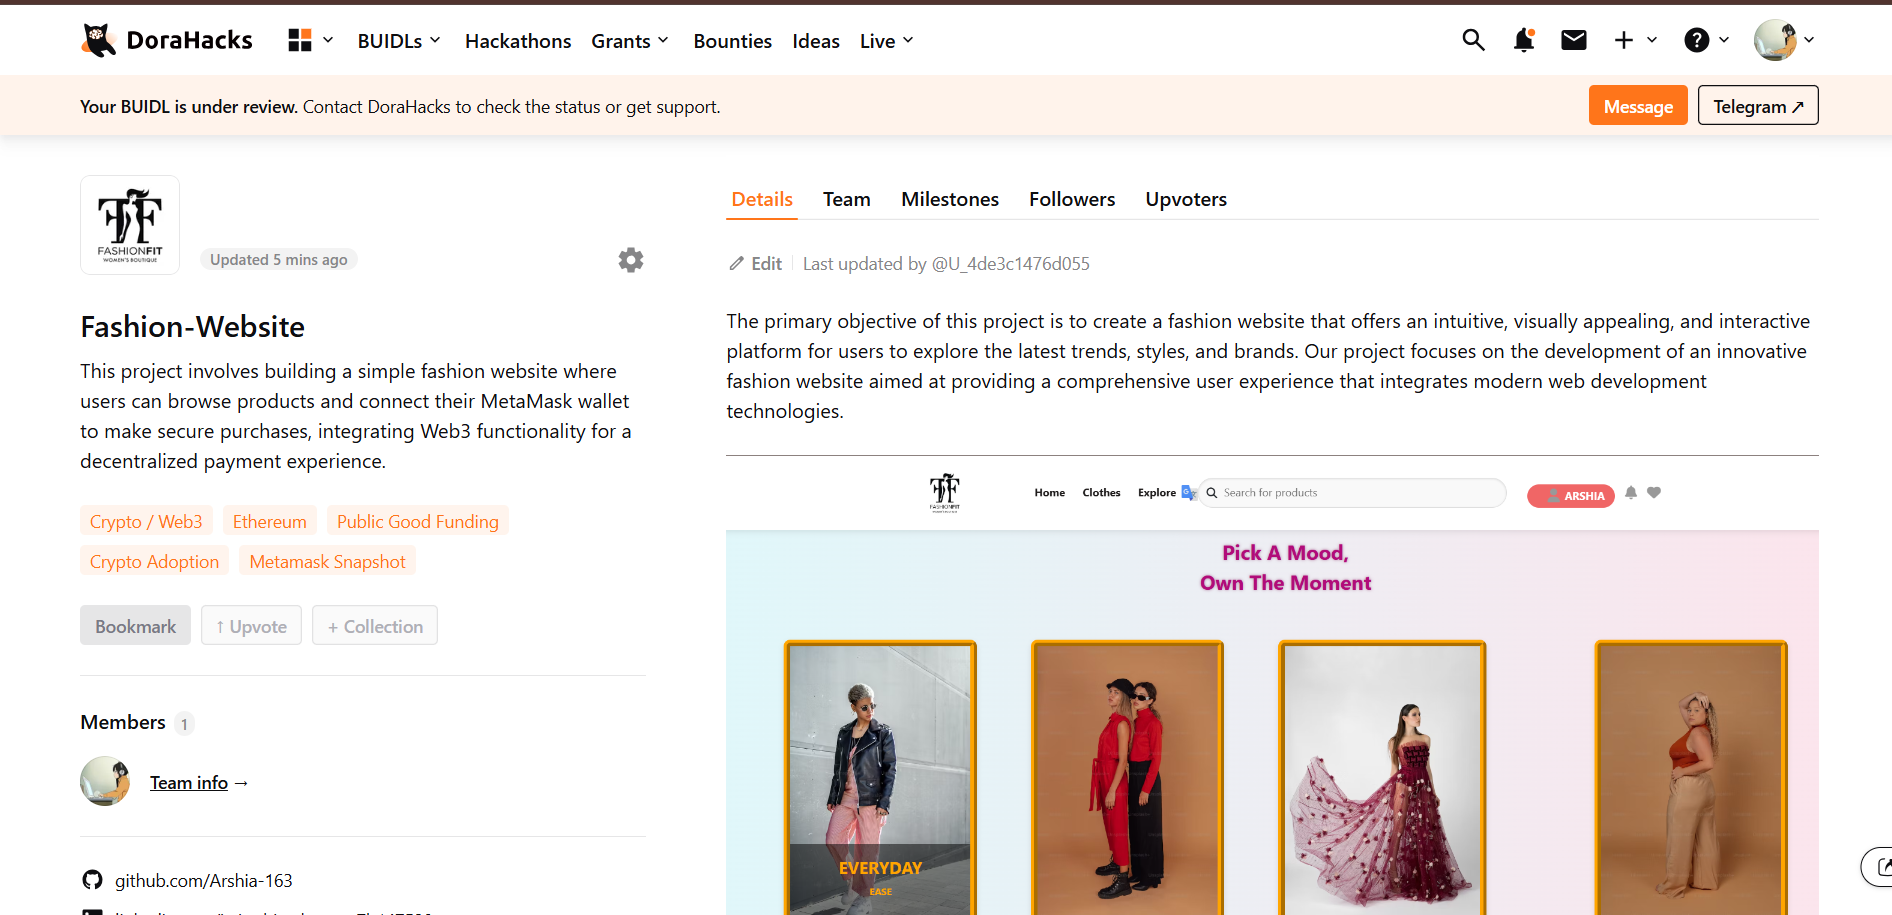 DoraHacks
BUIDLs
Hackathons
Grants
Bounties
Ideas
Live
Your BUIDL is under review. Contact DoraHacks to check the status or get support.
Message
Telegram ↗
FASHIONFIT
WOMEN'S BOUTIQUE
Updated 5 mins ago
Fashion-Website
This project involves building a simple fashion website where
users can browse products and connect their MetaMask wallet
to make secure purchases, integrating Web3 functionality for a
decentralized payment experience.
Crypto / Web3
Ethereum
Public Good Funding
Crypto Adoption
Metamask Snapshot
Bookmark
↑ Upvote
+ Collection
Members 1
Team info →
github.com/Arshia-163
Details
Team
Milestones
Followers
Upvoters
Edit
Last updated by @U_4de3c1476d055
The primary objective of this project is to create a fashion website that offers an intuitive, visually appealing, and interactive
platform for users to explore the latest trends, styles, and brands. Our project focuses on the development of an innovative
fashion website aimed at providing a comprehensive user experience that integrates modern web development
technologies.
FASHIONFIT
Home
Clothes
Explore
Search for products
ARSHIA
Pick A Mood,
Own The Moment
EVERYDAY
EASE